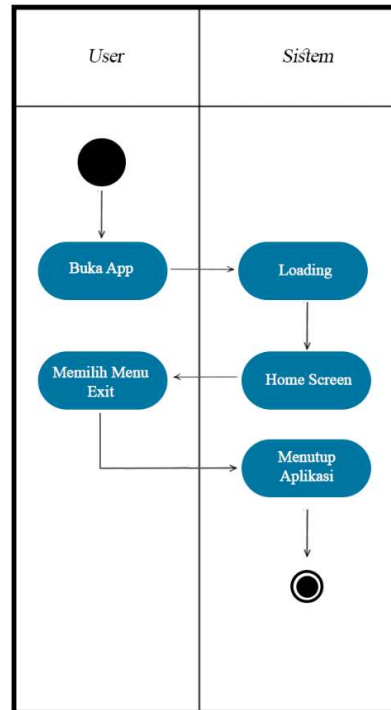 User
Sistem
Buka App
Loading
Memilih Menu
Exit
Home Screen
Menutup
Aplikasi